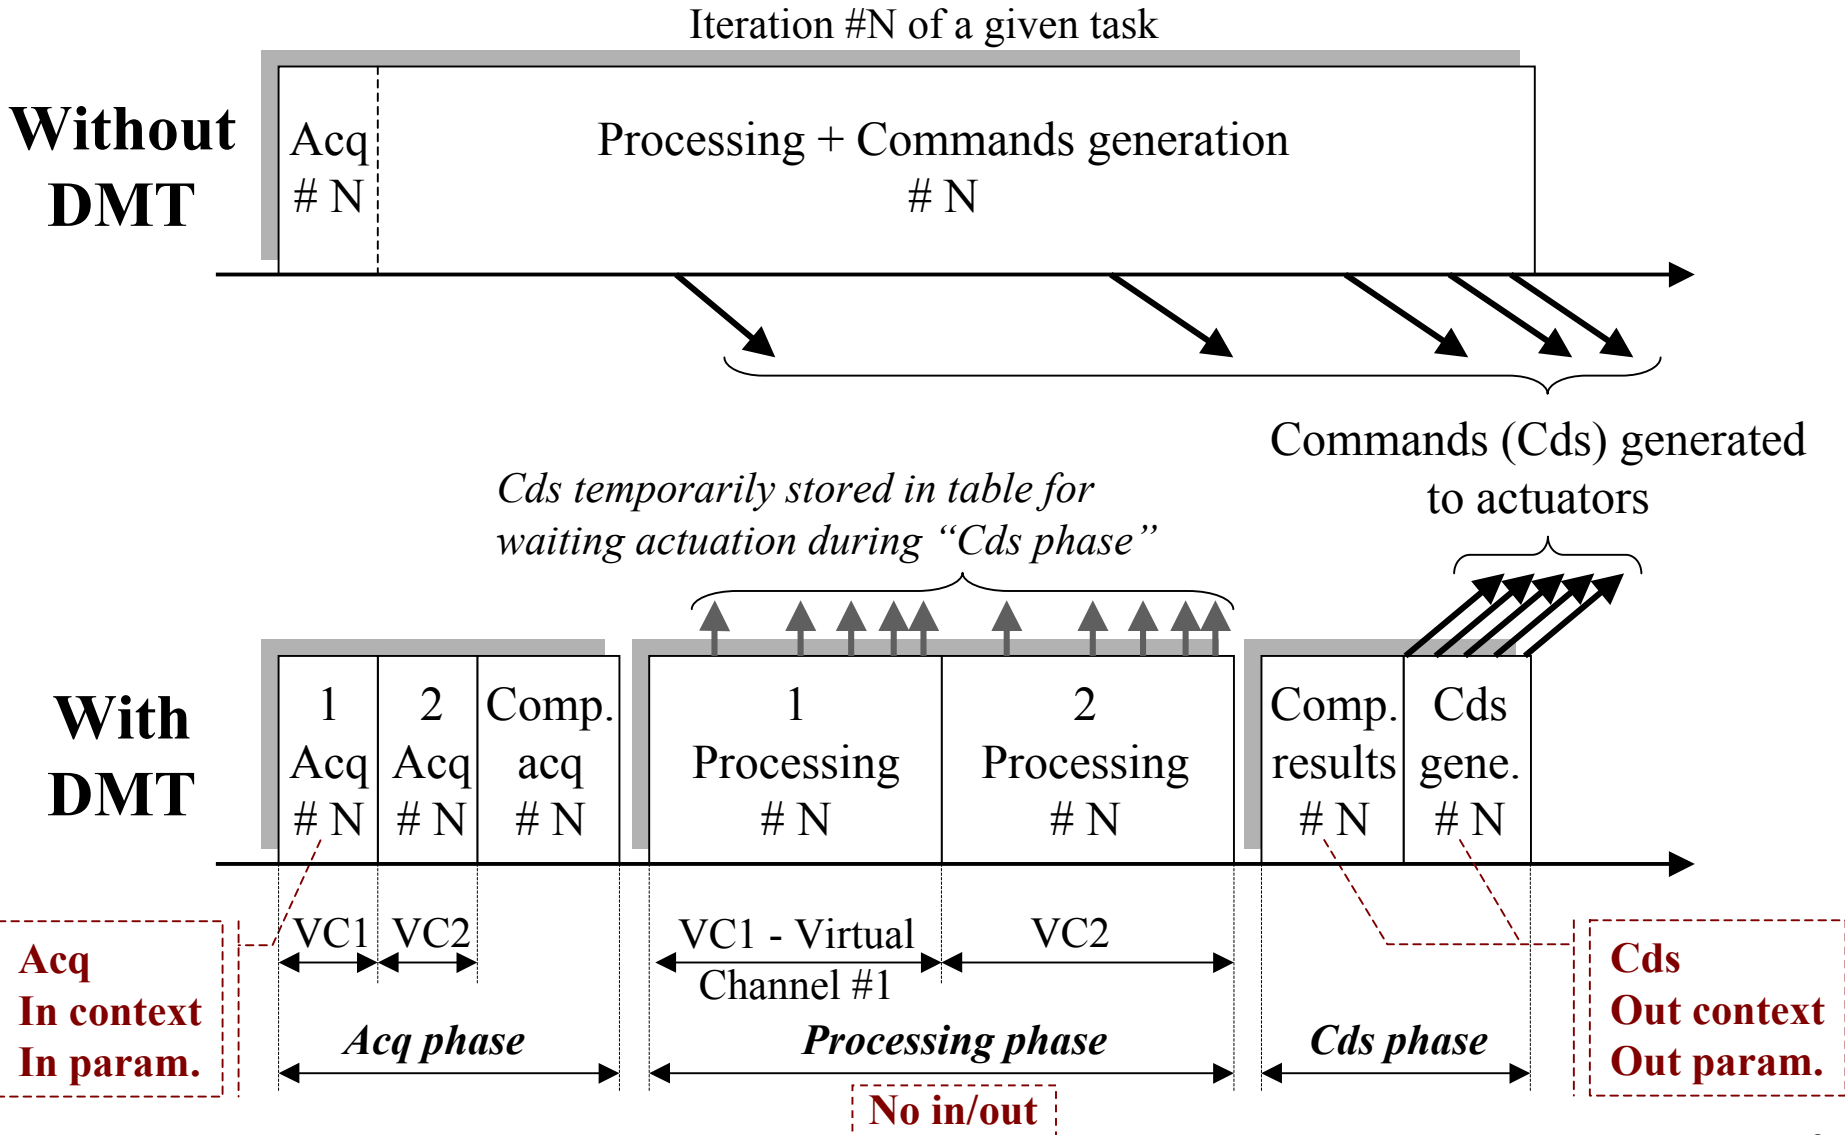 Iteration #N of a given task
Without
DMT
Acq
# N
Processing + Commands generation
# N
Commands (Cds) generated
to actuators
Cds temporarily stored in table for
waiting actuation during “Cds phase”
With
DMT
1
Acq
# N
2
Acq
# N
Comp.
acq
# N
1
Processing
# N
2
Processing
# N
Comp.
results
# N
Cds
gene.
# N
VC1
VC2
VC1 - Virtual
Channel #1
VC2
Acq
In context
In param.
Acq phase
Processing phase
Cds phase
Cds
Out context
Out param.
No in/out